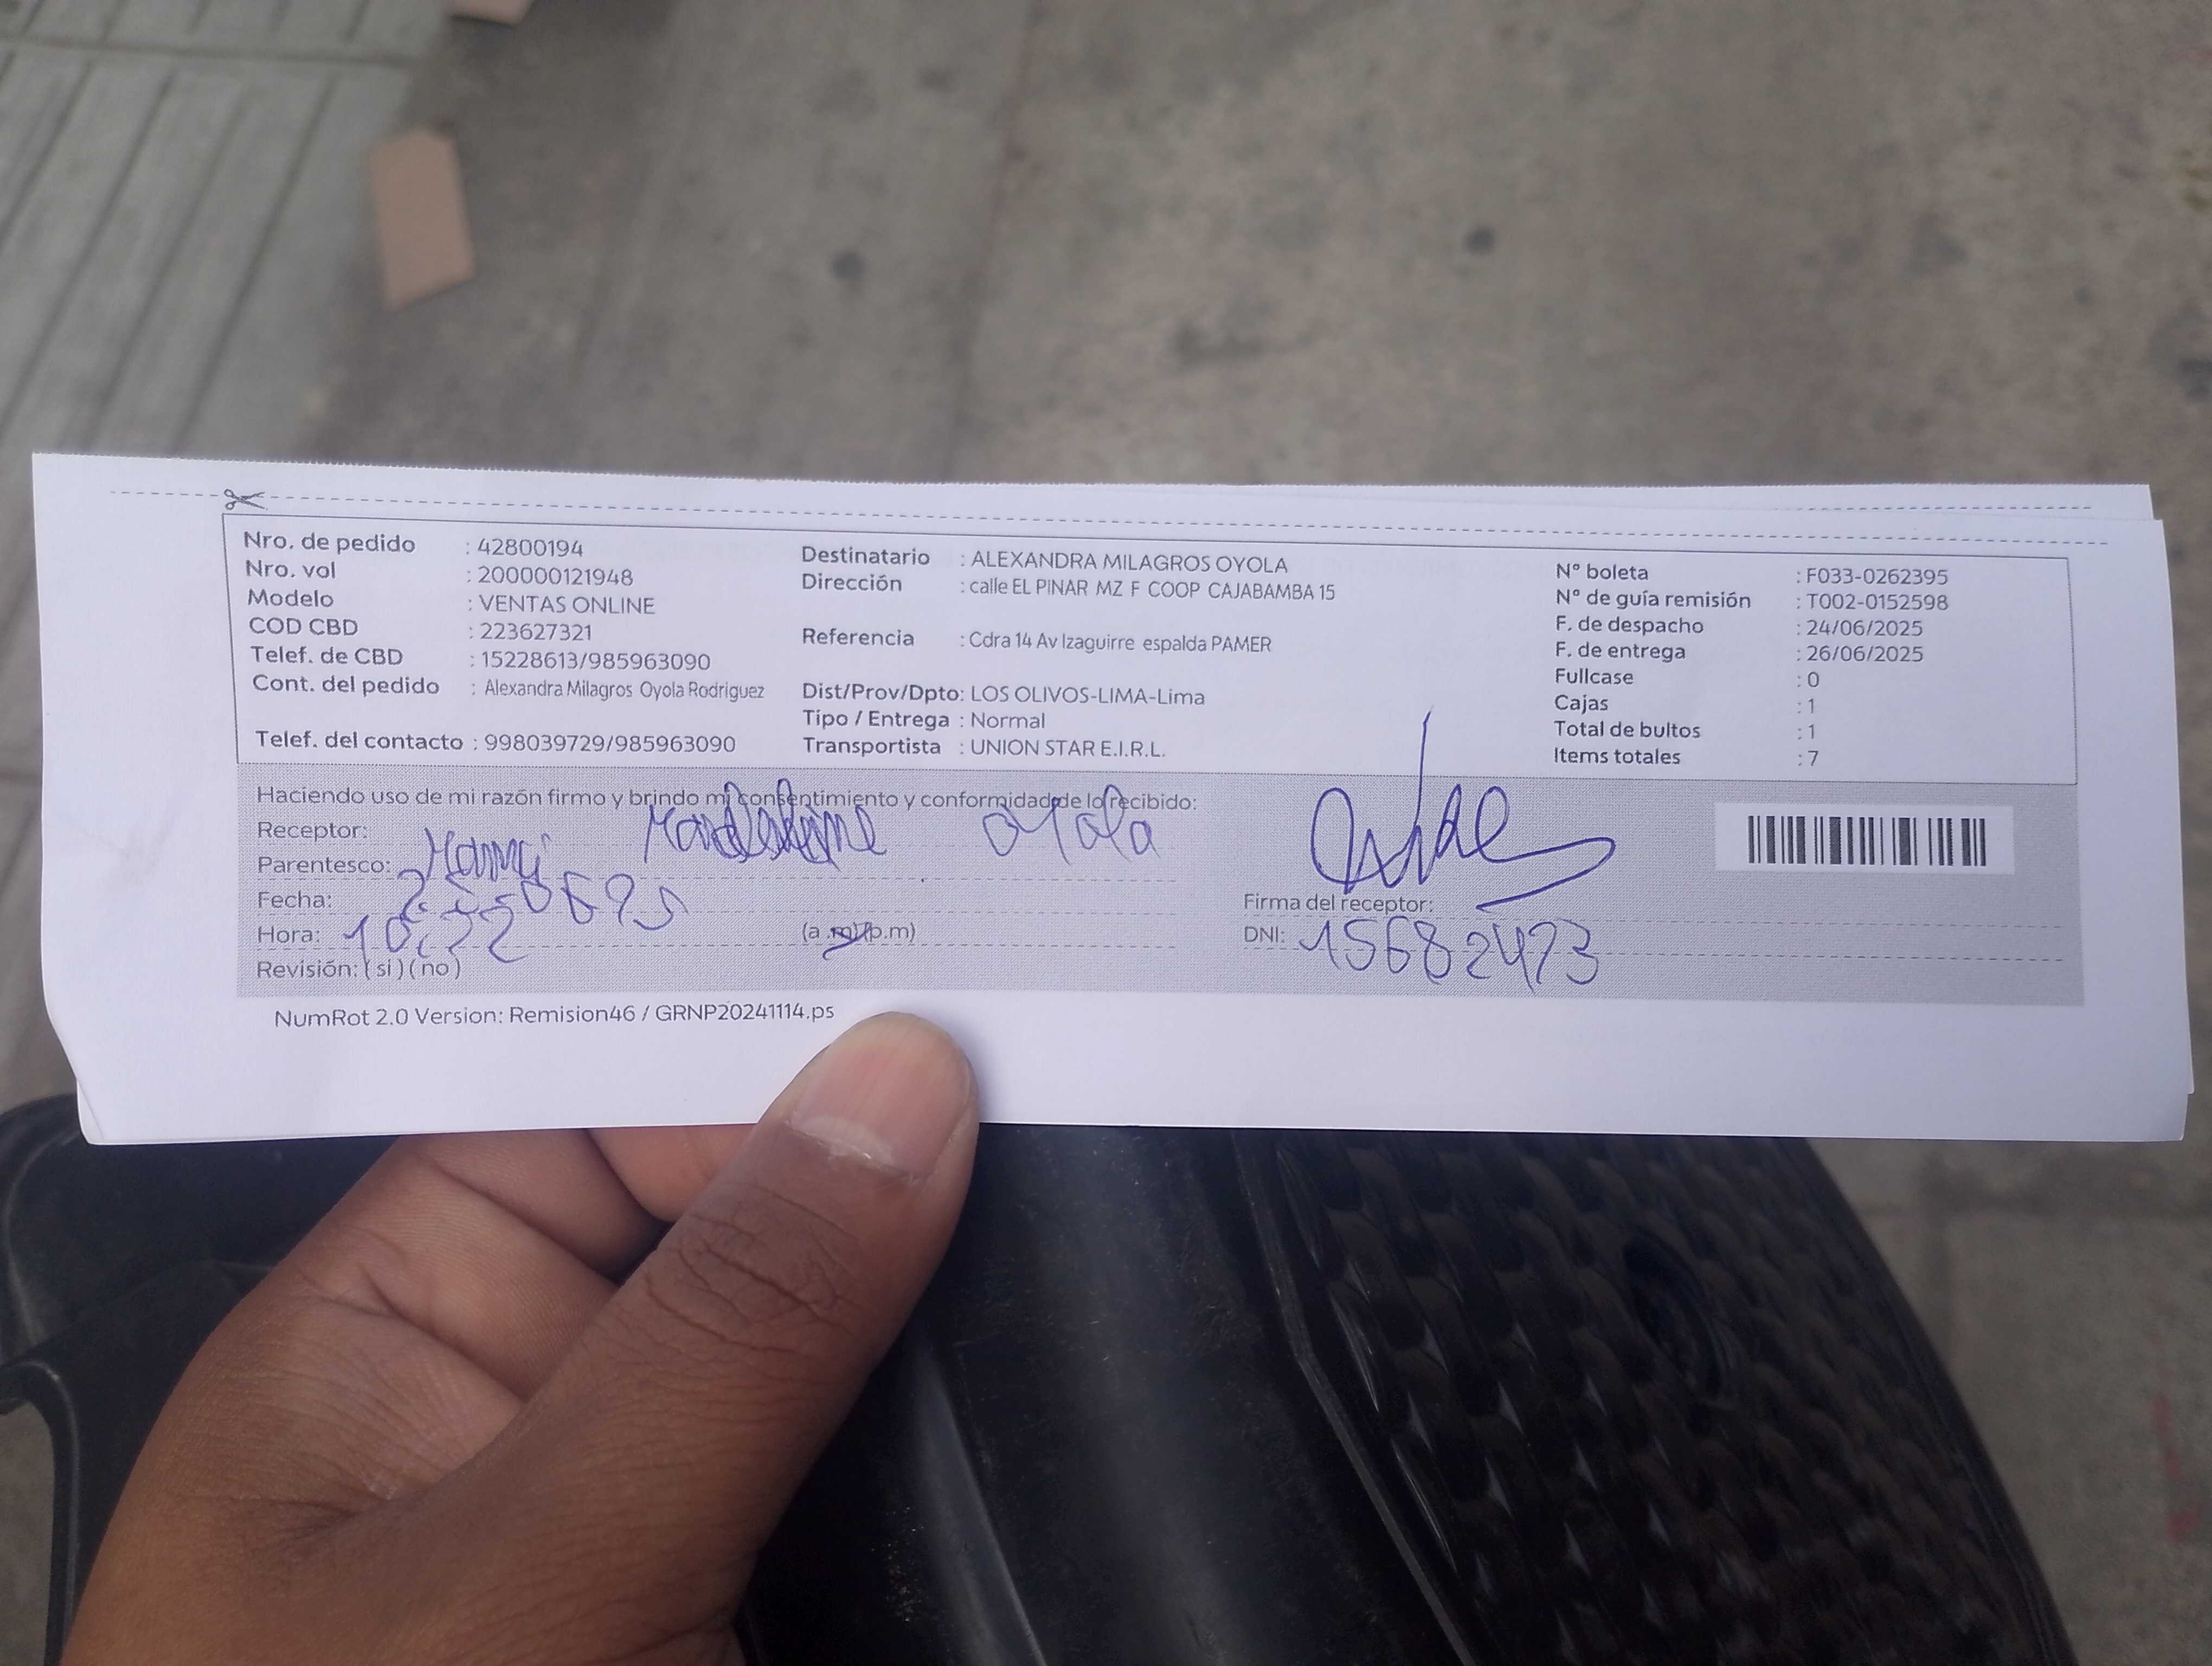 Nro. de pedido : 42800194
Nro. vol : 200000121948
Modelo : VENTAS ONLINE
COD CBD : 223627321
Telef. de CBD : 15228613/985963090
Cont. del pedido : Alexandra Milagros Oyola Rodriguez
Telef. del contacto : 998039729/985963090
Destinatario : ALEXANDRA MILAGROS OYOLA
Dirección : calle EL PINAR MZ F COOP CAJABAMBA 15
Referencia : Cdra 14 Av Izaguirre espalda PAMER
Dist/Prov/Dpto: LOS OLIVOS-LIMA-Lima
Tipo / Entrega : Normal
Transportista : UNION STAR E.I.R.L.
N° boleta : F033-0262395
N° de guía remisión : T002-0152598
F. de despacho : 24/06/2025
F. de entrega : 26/06/2025
Fullcase : 0
Cajas : 1
Total de bultos : 1
Items totales : 7
Haciendo uso de mi razón firmo y brindo mi consentimiento y conformidad de lo recibido:
Receptor: oyola
Parentesco:
Fecha:
Hora: 10:22 (a.m)(p.m)
Revisión: (si)(no)
Firma del receptor:
DNI: 15682473
NumRot 2.0 Version: Remision46 / GRNP20241114.ps